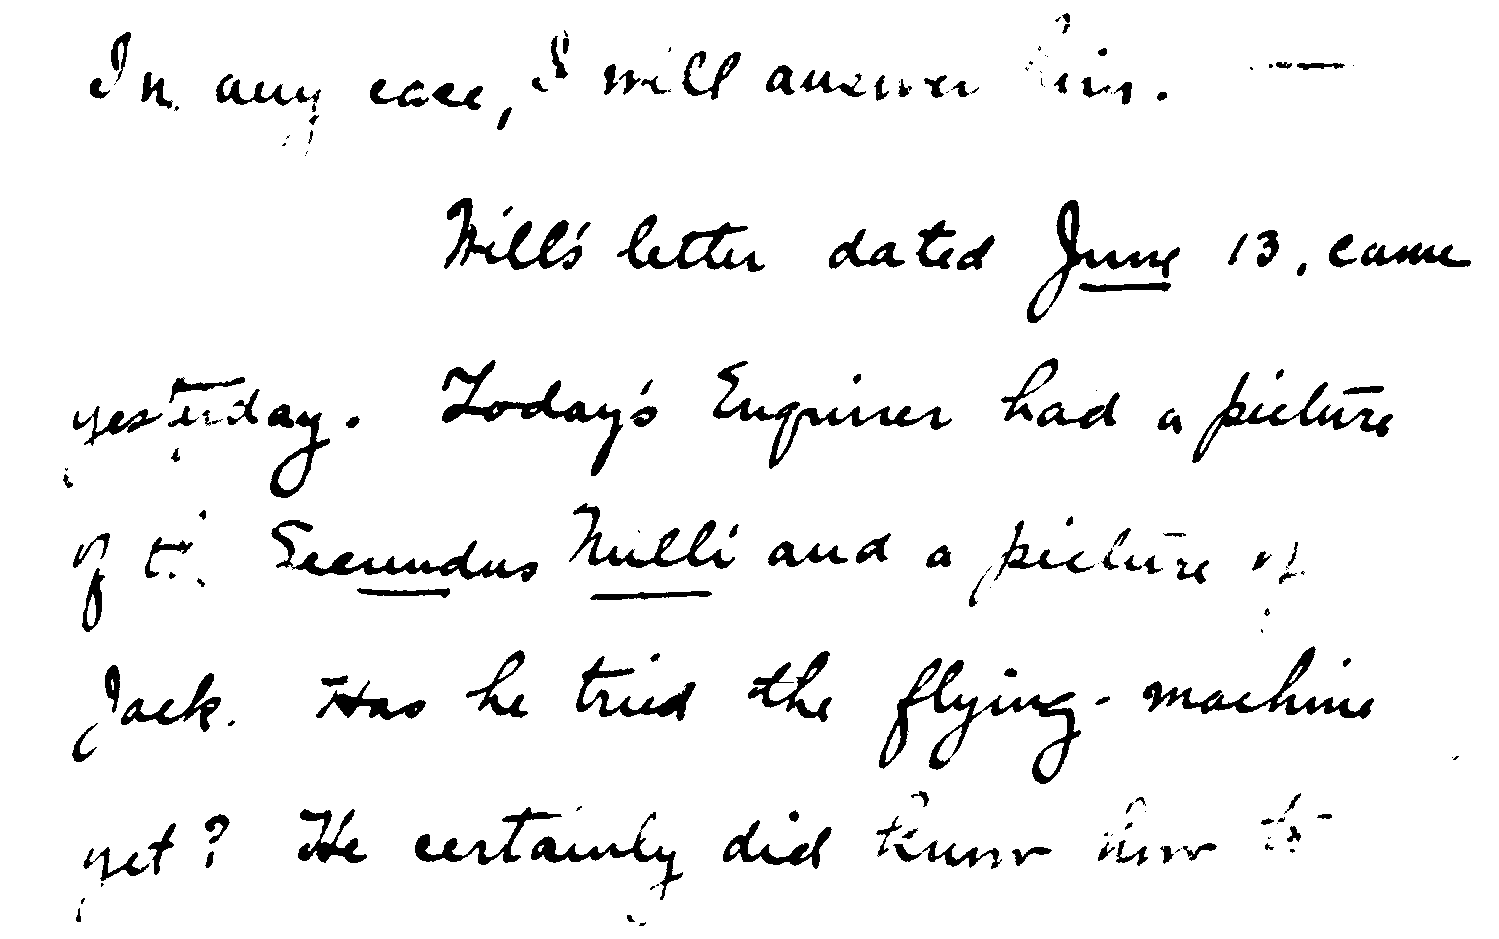 In any case, I will answer him. —
Will's letter dated June 13, came
yesterday. Today's Enquirer had a picture
of the Secundus Nulli and a picture of
Jack. Has he tried the flying-machine
yet? He certainly did know how to